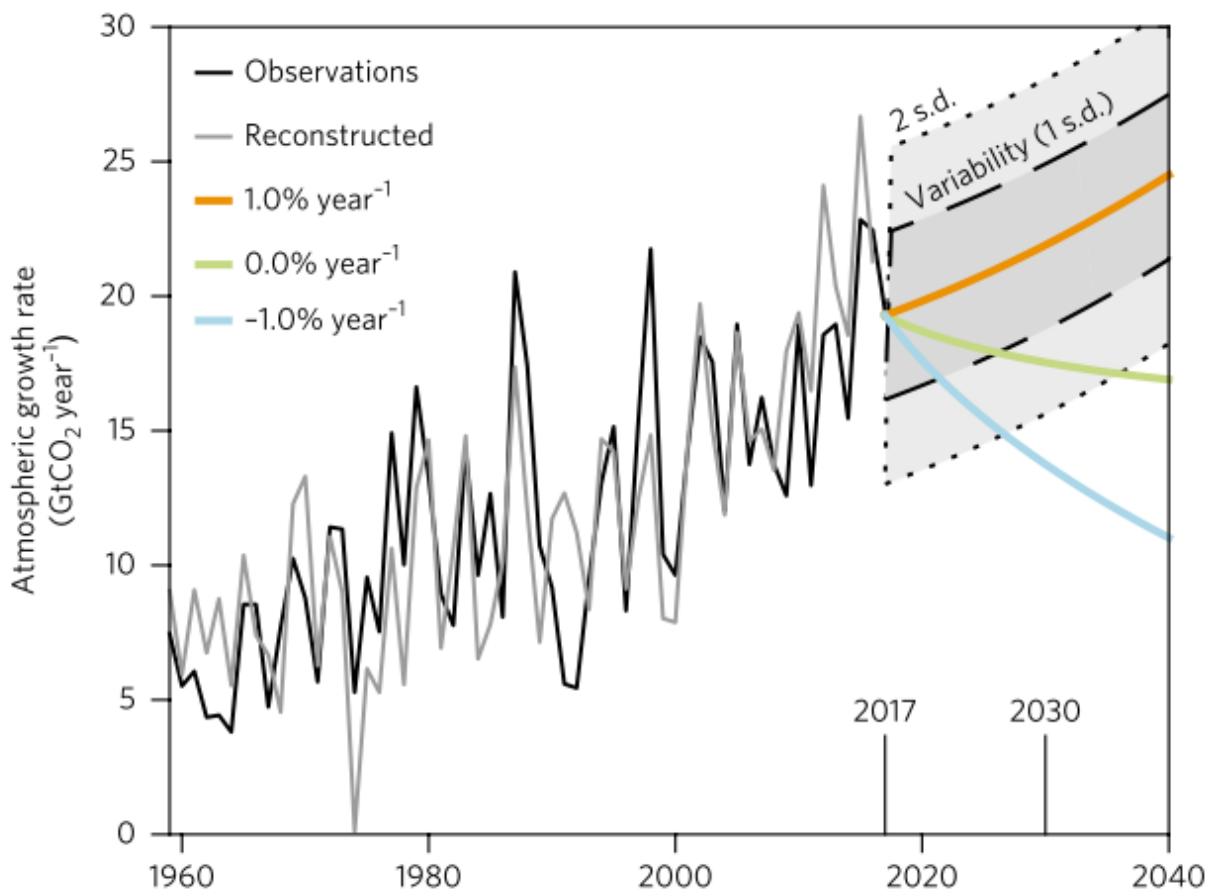 30
25
20
15
10
5
0
Atmospheric growth rate
(GtCO₂ year⁻¹)
Observations
Reconstructed
1.0% year⁻¹
0.0% year⁻¹
–1.0% year⁻¹
2 s.d.
Variability (1 s.d.)
2017
2030
1960
1980
2000
2020
2040